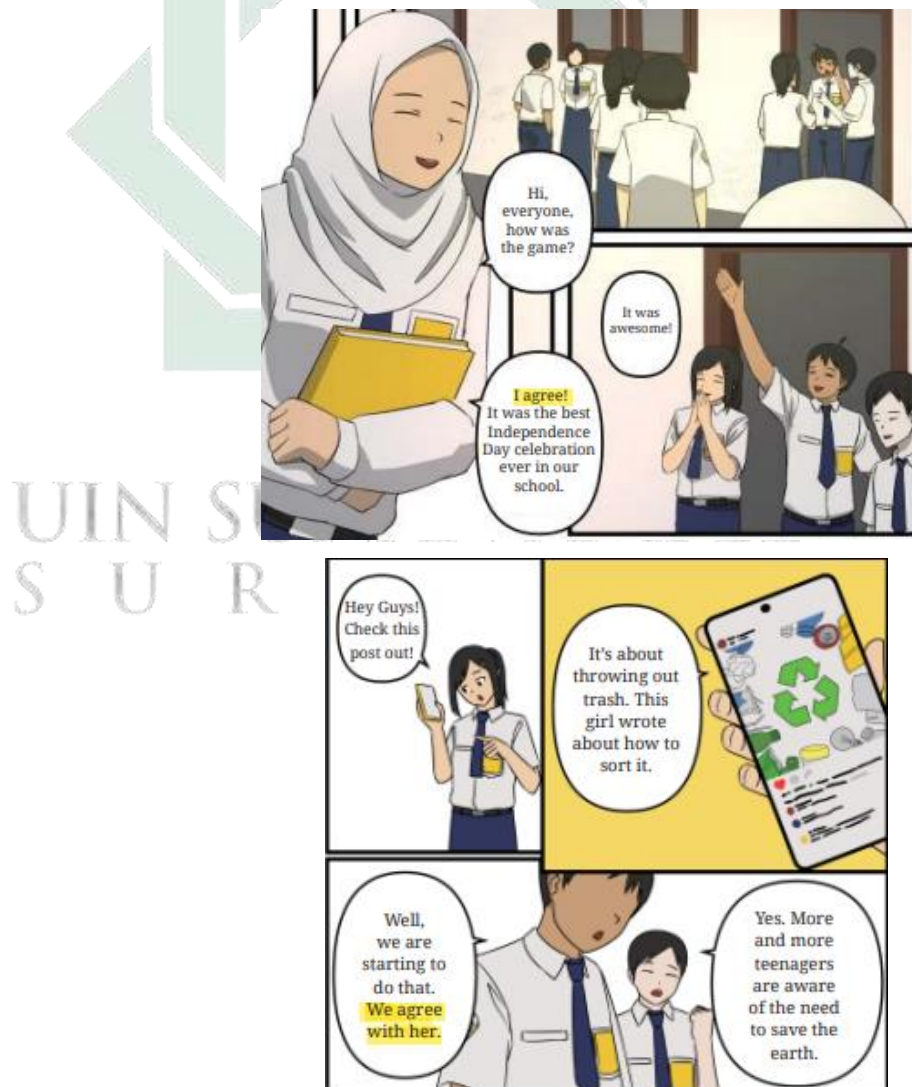 Hi,
everyone,
how was
the game?
It was
awesome!
I agree!
It was the best
Independence
Day celebration
ever in our
school.
UIN S
S U R
Hey Guys!
Check this
post out!
It's about
throwing out
trash. This
girl wrote
about how to
sort it.
Well,
we are
starting to
do that.
We agree
with her.
Yes. More
and more
teenagers
are aware
of the need
to save the
earth.